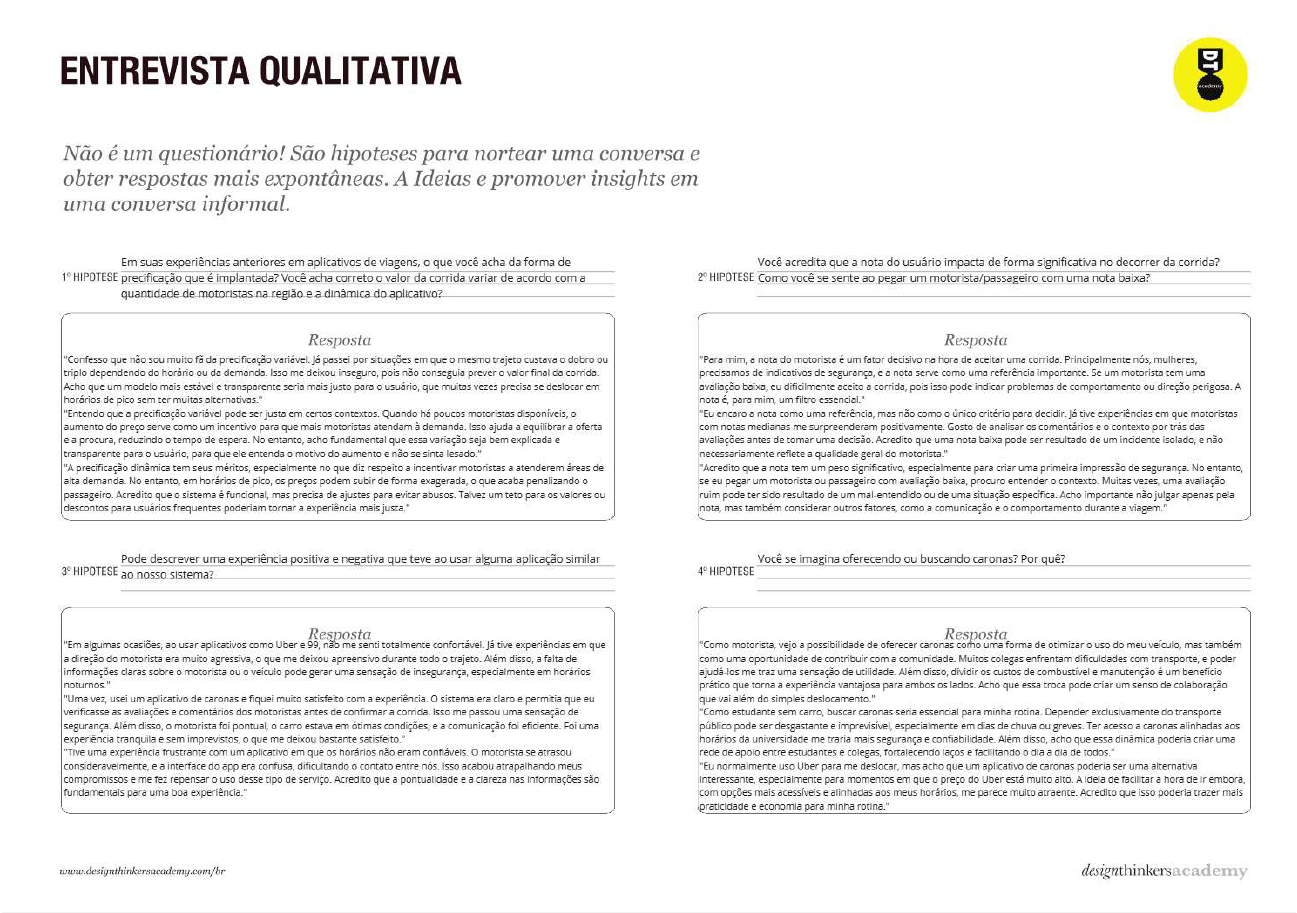 ENTREVISTA QUALITATIVA
DT
academy
Não é um questionário! São hipoteses para nortear uma conversa e
obter respostas mais expontâneas. A Ideias e promover insights em
uma conversa informal.
1º HIPOTESE
Em suas experiências anteriores em aplicativos de viagens, o que você acha da forma de
precificação que é implantada? Você acha correto o valor da corrida variar de acordo com a
quantidade de motoristas na região e a dinâmica do aplicativo?
Resposta
"Confesso que não sou muito fã da precificação variável. Já passei por situações em que o mesmo trajeto custava o dobro ou
triplo dependendo do horário ou da demanda. Isso me deixou inseguro, pois não conseguia prever o valor final da corrida.
Acho que um modelo mais estável e transparente seria mais justo para o usuário, que muitas vezes precisa se deslocar em
horários de pico sem ter muitas alternativas."
"Entendo que a precificação variável pode ser justa em certos contextos. Quando há poucos motoristas disponíveis, o
aumento do preço serve como um incentivo para que mais motoristas atendam à demanda. Isso ajuda a equilibrar a oferta
e a procura, reduzindo o tempo de espera. No entanto, acho fundamental que essa variação seja bem explicada e
transparente para o usuário, para que ele entenda o motivo do aumento e não se sinta lesado."
"A precificação dinâmica tem seus méritos, especialmente no que diz respeito a incentivar motoristas a atenderem áreas de
alta demanda. No entanto, em horários de pico, os preços podem subir de forma exagerada, o que acaba penalizando o
passageiro. Acredito que o sistema é funcional, mas precisa de ajustes para evitar abusos. Talvez um teto para os valores ou
descontos para usuários frequentes poderiam tornar a experiência mais justa."
2º HIPOTESE
Você acredita que a nota do usuário impacta de forma significativa no decorrer da corrida?
Como você se sente ao pegar um motorista/passageiro com uma nota baixa?
Resposta
"Para mim, a nota do motorista é um fator decisivo na hora de aceitar uma corrida. Principalmente nós, mulheres,
precisamos de indicativos de segurança, e a nota serve como uma referência importante. Se um motorista tem uma
avaliação baixa, eu dificilmente aceito a corrida, pois isso pode indicar problemas de comportamento ou direção perigosa. A
nota é, para mim, um filtro essencial."
"Eu encaro a nota como uma referência, mas não como o único critério para decidir. Já tive experiências em que motoristas
com notas medianas me surpreenderam positivamente. Gosto de analisar os comentários e o contexto por trás das
avaliações antes de tomar uma decisão. Acredito que uma nota baixa pode ser resultado de um incidente isolado, e não
necessariamente reflete a qualidade geral do motorista."
"Acredito que a nota tem um peso significativo, especialmente para criar uma primeira impressão de segurança. No entanto,
se eu pegar um motorista ou passageiro com avaliação baixa, procuro entender o contexto. Muitas vezes, uma avaliação
ruim pode ter sido resultado de um mal-entendido ou de uma situação específica. Acho importante não julgar apenas pela
nota, mas também considerar outros fatores, como a comunicação e o comportamento durante a viagem."
3º HIPOTESE
Pode descrever uma experiência positiva e negativa que teve ao usar alguma aplicação similar
ao nosso sistema?
Resposta
"Em algumas ocasiões, ao usar aplicativos como Uber e 99, não me senti totalmente confortável. Já tive experiências em que
a direção do motorista era muito agressiva, o que me deixou apreensivo durante todo o trajeto. Além disso, a falta de
informações claras sobre o motorista ou o veículo pode gerar uma sensação de insegurança, especialmente em horários
noturnos."
"Uma vez, usei um aplicativo de caronas e fiquei muito satisfeito com a experiência. O sistema era claro e permitia que eu
verificasse as avaliações e comentários dos motoristas antes de confirmar a corrida. Isso me passou uma sensação de
segurança. Além disso, o motorista foi pontual, o carro estava em ótimas condições, e a comunicação foi eficiente. Foi uma
experiência tranquila e sem imprevistos, o que me deixou bastante satisfeito."
"Tive uma experiência frustrante com um aplicativo em que os horários não eram confiáveis. O motorista se atrasou
consideravelmente, e a interface do app era confusa, dificultando o contato entre nós. Isso acabou atrapalhando meus
compromissos e me fez repensar o uso desse tipo de serviço. Acredito que a pontualidade e a clareza nas informações são
fundamentais para uma boa experiência."
4º HIPOTESE
Você se imagina oferecendo ou buscando caronas? Por quê?
Resposta
"Como motorista, vejo a possibilidade de oferecer caronas como uma forma de otimizar o uso do meu veículo, mas também
como uma oportunidade de contribuir com a comunidade. Muitos colegas enfrentam dificuldades com transporte, e poder
ajudá-los me traz uma sensação de utilidade. Além disso, dividir os custos de combustível e manutenção é um benefício
prático que torna a experiência vantajosa para ambos os lados. Acho que essa troca pode criar um senso de colaboração
que vai além do simples deslocamento."
"Como estudante sem carro, buscar caronas seria essencial para minha rotina. Depender exclusivamente do transporte
público pode ser desgastante e imprevisível, especialmente em dias de chuva ou greves. Ter acesso a caronas alinhadas aos
horários da universidade me traria mais segurança e confiabilidade. Além disso, acho que essa dinâmica poderia criar uma
rede de apoio entre estudantes e colegas, fortalecendo laços e facilitando o dia a dia de todos."
"Eu normalmente uso Uber para me deslocar, mas acho que um aplicativo de caronas poderia ser uma alternativa
interessante, especialmente para momentos em que o preço do Uber está muito alto. A ideia de facilitar a hora de ir embora,
com opções mais acessíveis e alinhadas aos meus horários, me parece muito atraente. Acredito que isso poderia trazer mais
praticidade e economia para minha rotina."
www.designthinkersacademy.com/br
designthinkersacademy